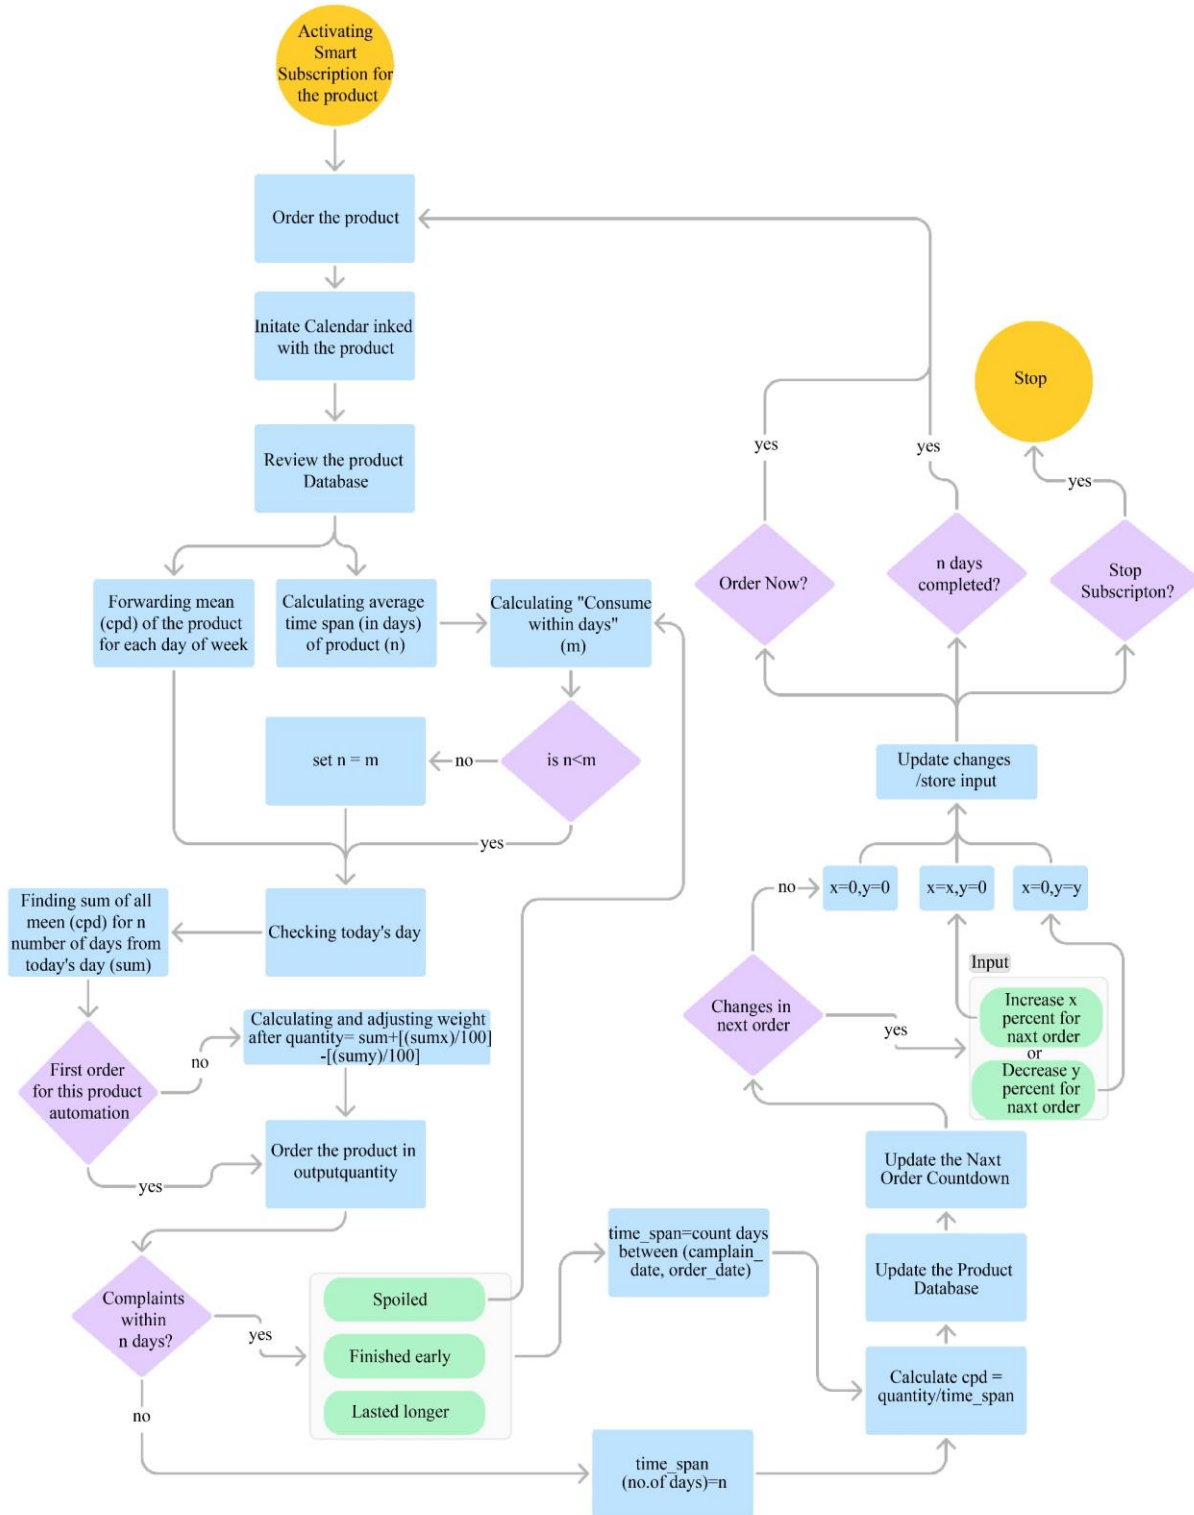 Activating
Smart
Subscription for
the product
Order the product
Initate Calendar inked
with the product
Review the product
Database
Forwarding mean
(cpd) of the product
for each day of week
Calculating average
time span (in days)
of product (n)
Calculating "Consume
within days"
(m)
set n = m
no
is n<m
yes
Checking today's day
Finding sum of all
meen (cpd) for n
number of days from
today's day (sum)
First order
for this product
automation
no
Calculating and adjusting weight
after quantity= sum+[(sumx)/100]
-[(sumy)/100]
yes
Order the product in
outputquantity
Complaints
within
n days?
yes
no
Spoiled
Finished early
Lasted longer
time_span=count days
between (camplain_
date, order_date)
time_span
(no.of days)=n
Calculate cpd =
quantity/time_span
Update the Product
Database
Update the Naxt
Order Countdown
Changes in
next order
no
yes
Input
Increase x
percent for
naxt order
or
Decrease y
percent for
naxt order
x=0,y=0
x=x,y=0
x=0,y=y
Update changes
/store input
Order Now?
n days
completed?
Stop
Subscripton?
yes
yes
yes
Stop